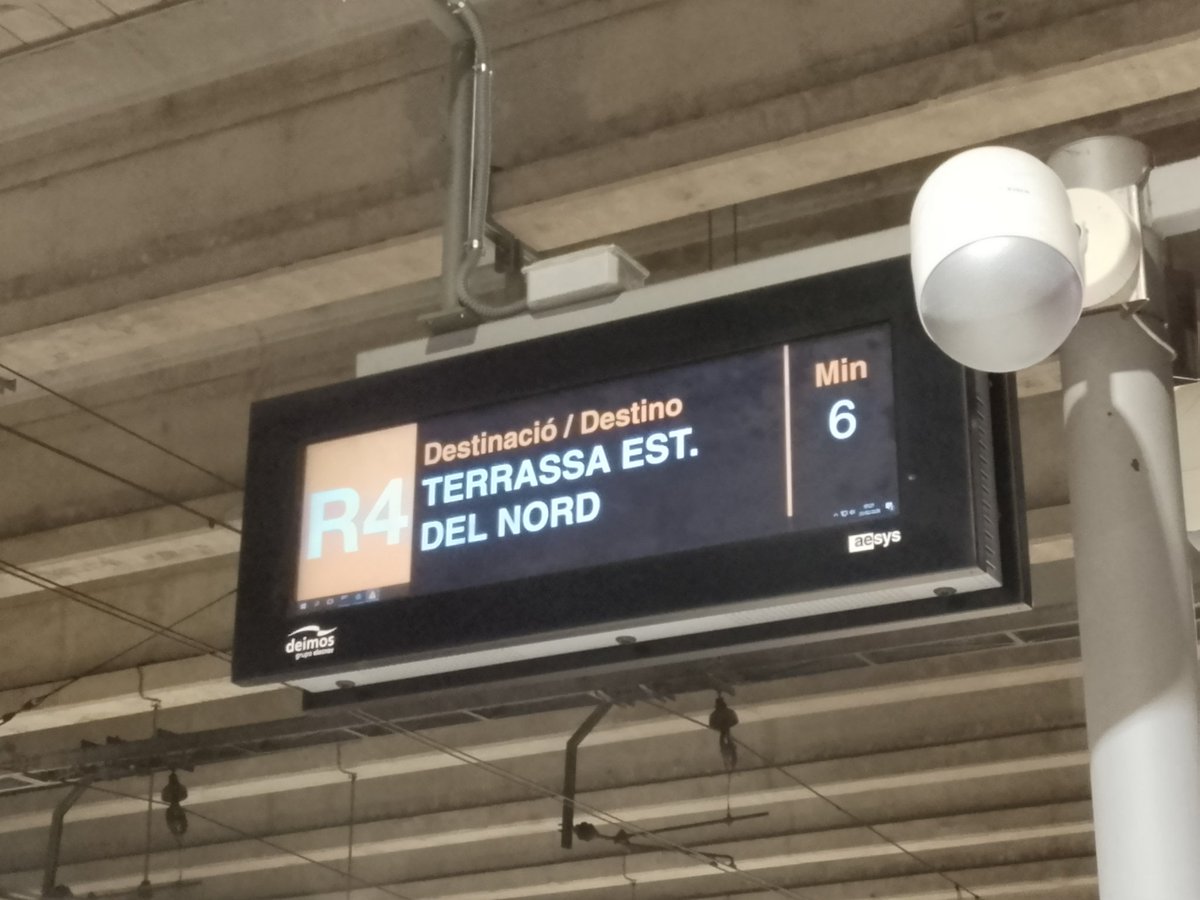 R4
Destinació / Destino
TERRASSA EST.
DEL NORD
Min
6
aesys
deimos